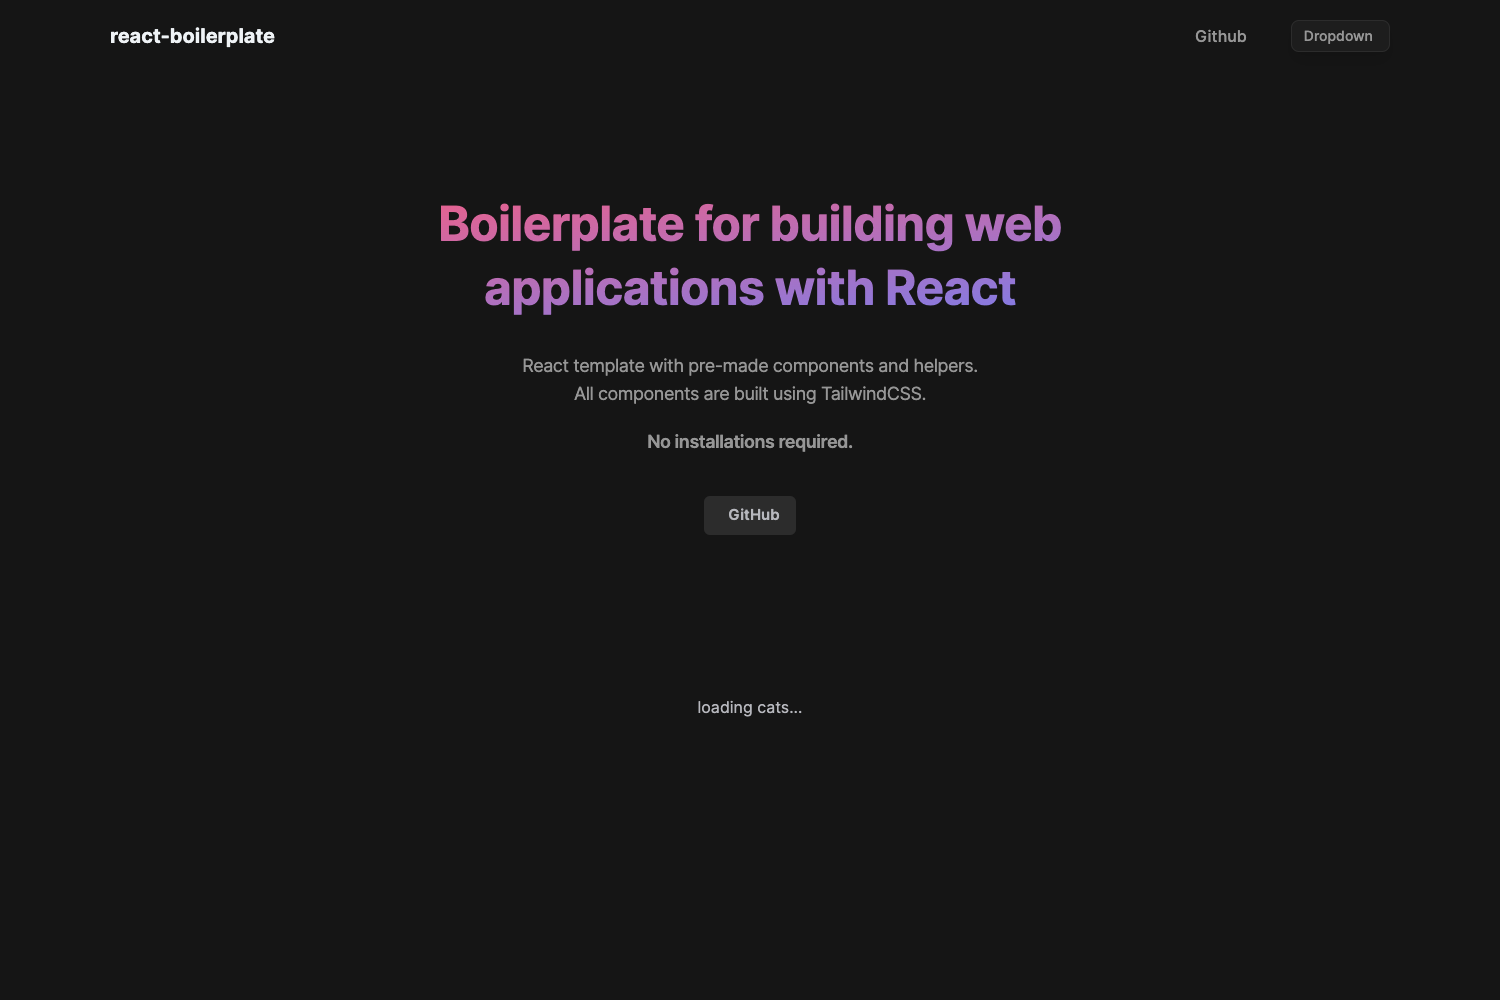 react-boilerplate
Github
Dropdown
Boilerplate for building web
applications with React
React template with pre-made components and helpers.
All components are built using TailwindCSS.
No installations required.
GitHub
loading cats...